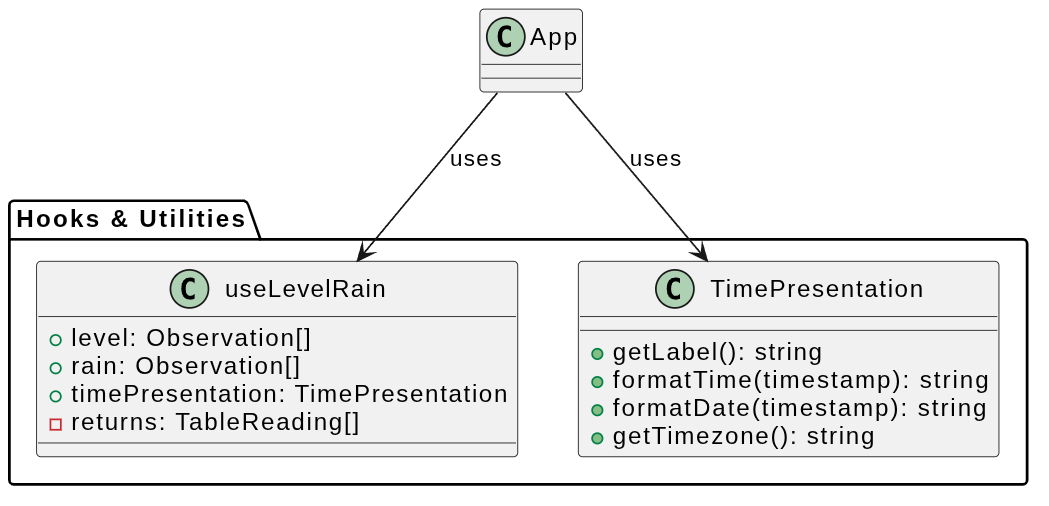 C App
uses
uses
Hooks & Utilities
C useLevelRain
level: Observation[]
rain: Observation[]
timePresentation: TimePresentation
returns: TableReading[]
C TimePresentation
getLabel(): string
formatTime(timestamp): string
formatDate(timestamp): string
getTimezone(): string